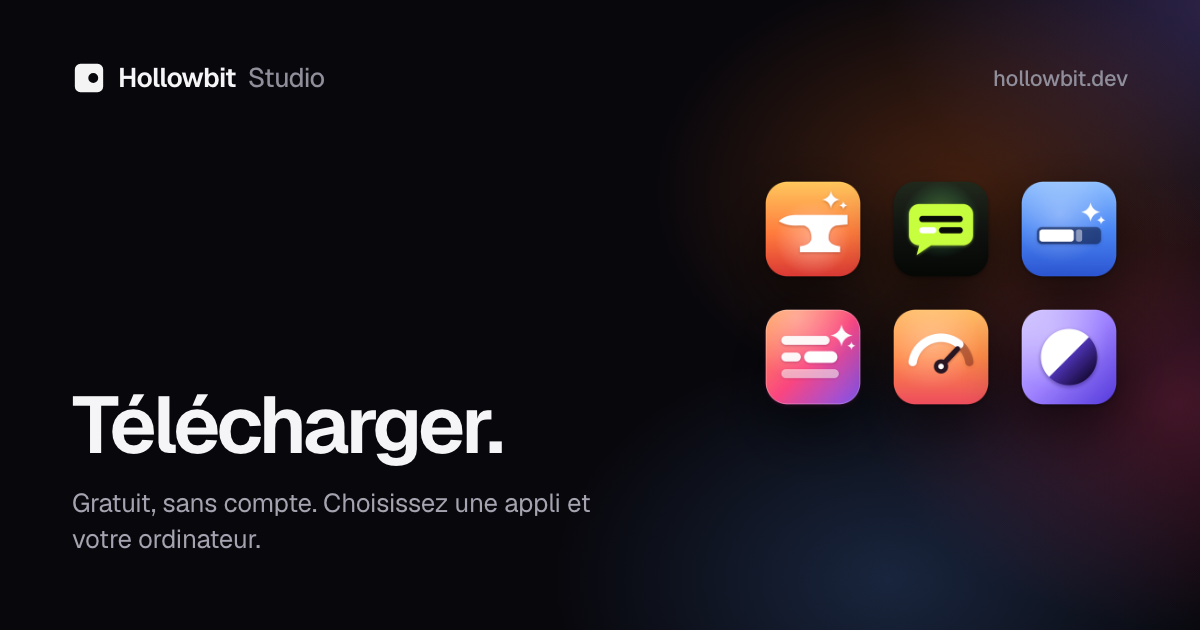 Hollowbit Studio
hollowbit.dev
Télécharger.
Gratuit, sans compte. Choisissez une appli et
votre ordinateur.